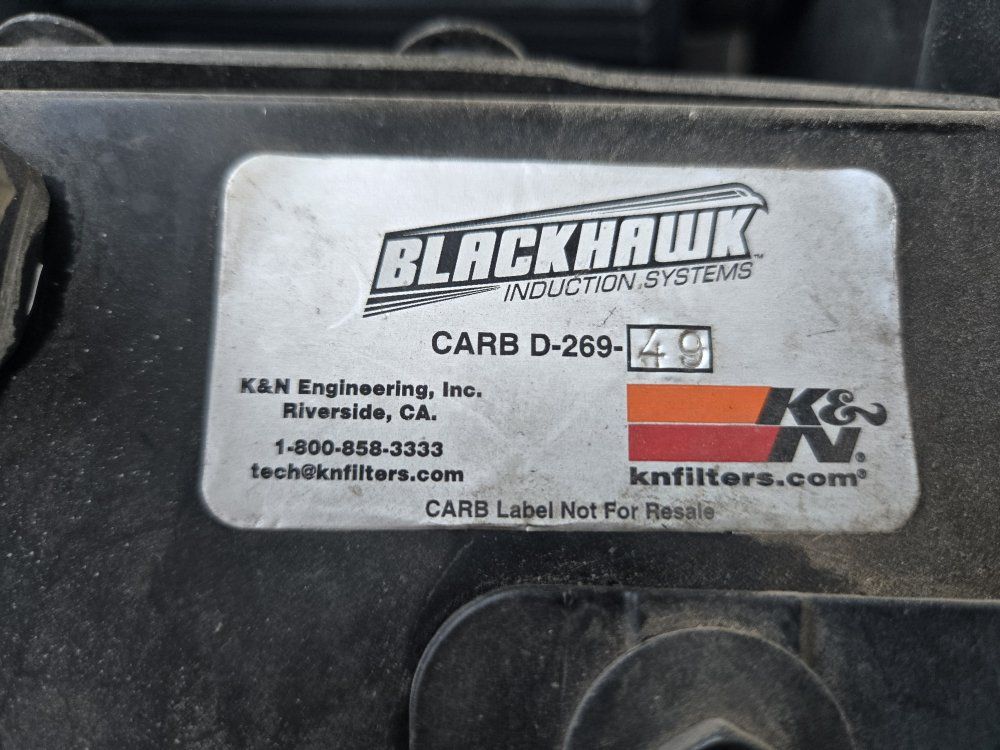 BLACKHAWK™
INDUCTION SYSTEMS
CARB D-269-49
K&N Engineering, Inc.
Riverside, CA.
1-800-858-3333
tech@knfilters.com
K&N®
knfilters.com®
CARB Label Not For Resale